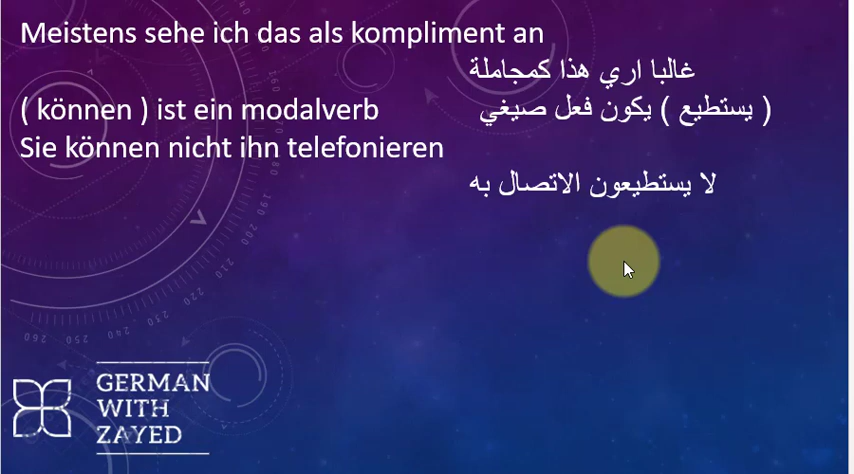 Meistens sehe ich das als kompliment an
غالبا اري هذا كمجاملة
( können ) ist ein modalverb
( يستطيع ) يكون فعل صيغي
Sie können nicht ihn telefonieren
لا يستطيعون الاتصال به
GERMAN
WITH
ZAYED